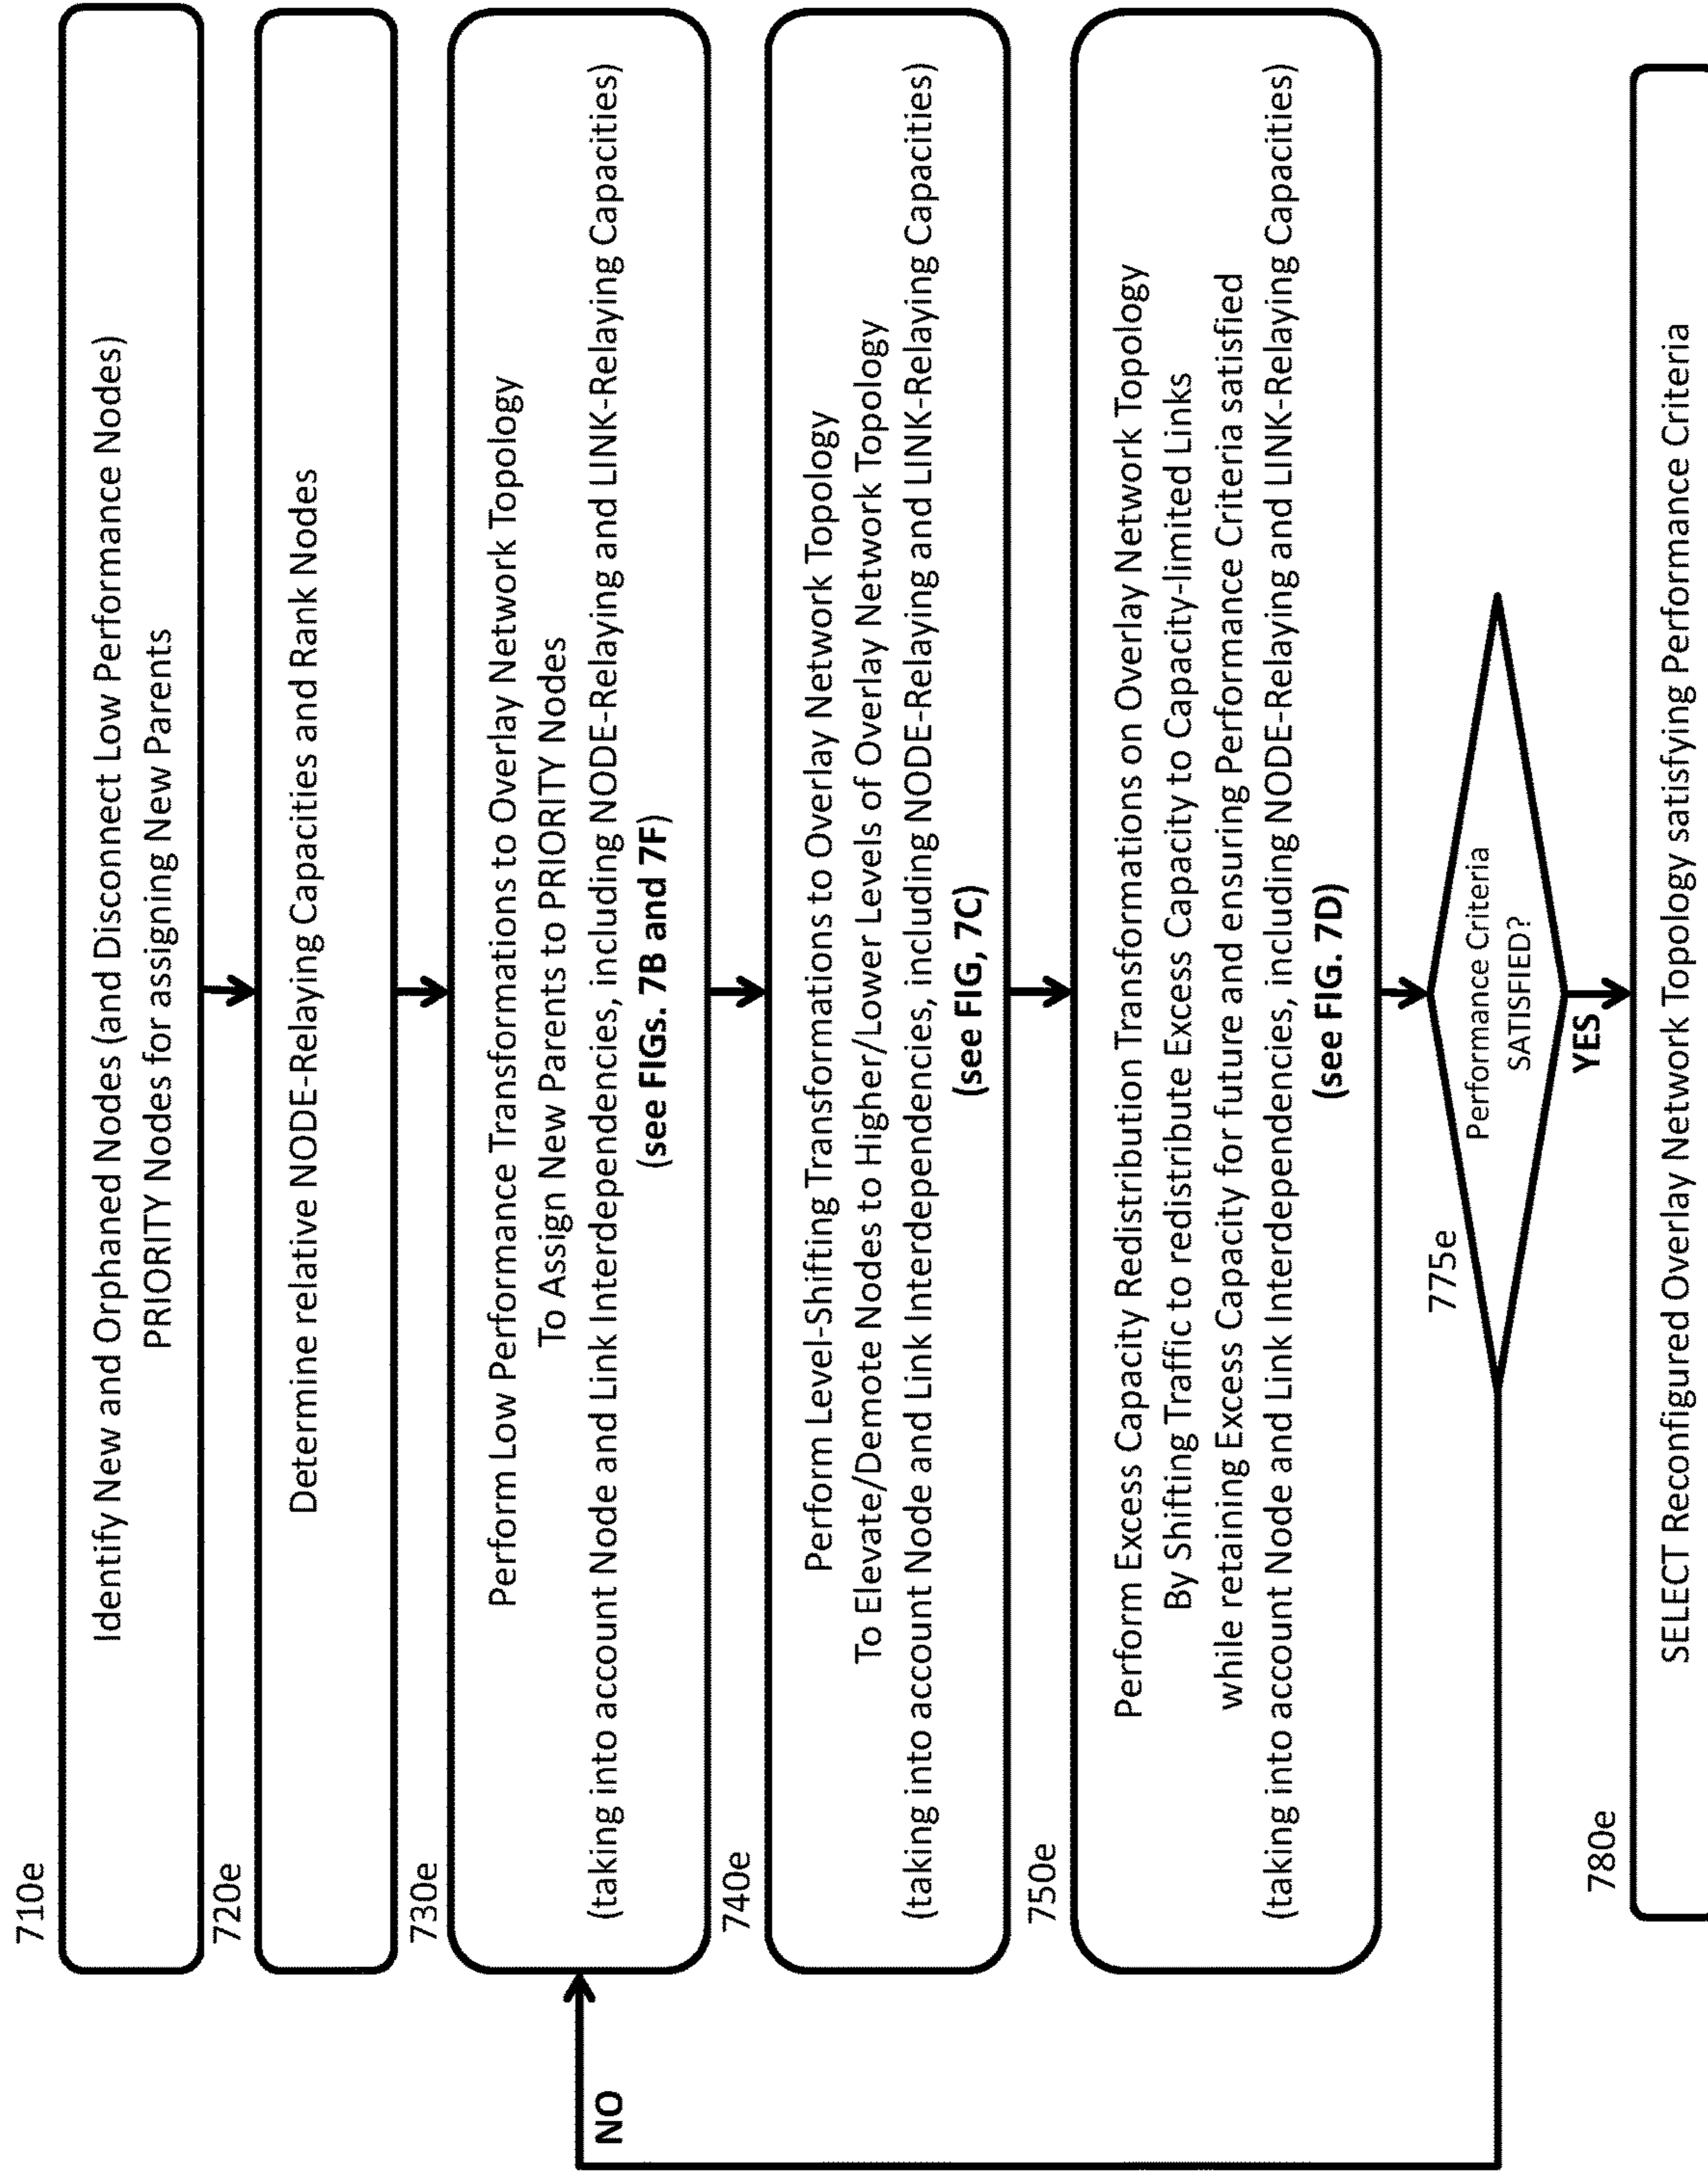 710e
Identify New and Orphaned Nodes (and Disconnect Low Performance Nodes)
PRIORITY Nodes for assigning New Parents
720e
Determine relative NODE-Relaying Capacities and Rank Nodes
730e
Perform Low Performance Transformations to Overlay Network Topology
To Assign New Parents to PRIORITY Nodes
(taking into account Node and Link Interdependencies, including NODE-Relaying and LINK-Relaying Capacities)
(see FIGs. 7B and 7F)
740e
Perform Level-Shifting Transformations to Overlay Network Topology
To Elevate/Demote Nodes to Higher/Lower Levels of Overlay Network Topology
(taking into account Node and Link Interdependencies, including NODE-Relaying and LINK-Relaying Capacities)
(see FIG, 7C)
750e
Perform Excess Capacity Redistribution Transformations on Overlay Network Topology
By Shifting Traffic to redistribute Excess Capacity to Capacity-limited Links
while retaining Excess Capacity for future and ensuring Performance Criteria satisfied
(taking into account Node and Link Interdependencies, including NODE-Relaying and LINK-Relaying Capacities)
(see FIG. 7D)
775e
Performance Criteria
SATISFIED?
NO
YES
780e
SELECT Reconfigured Overlay Network Topology satisfying Performance Criteria